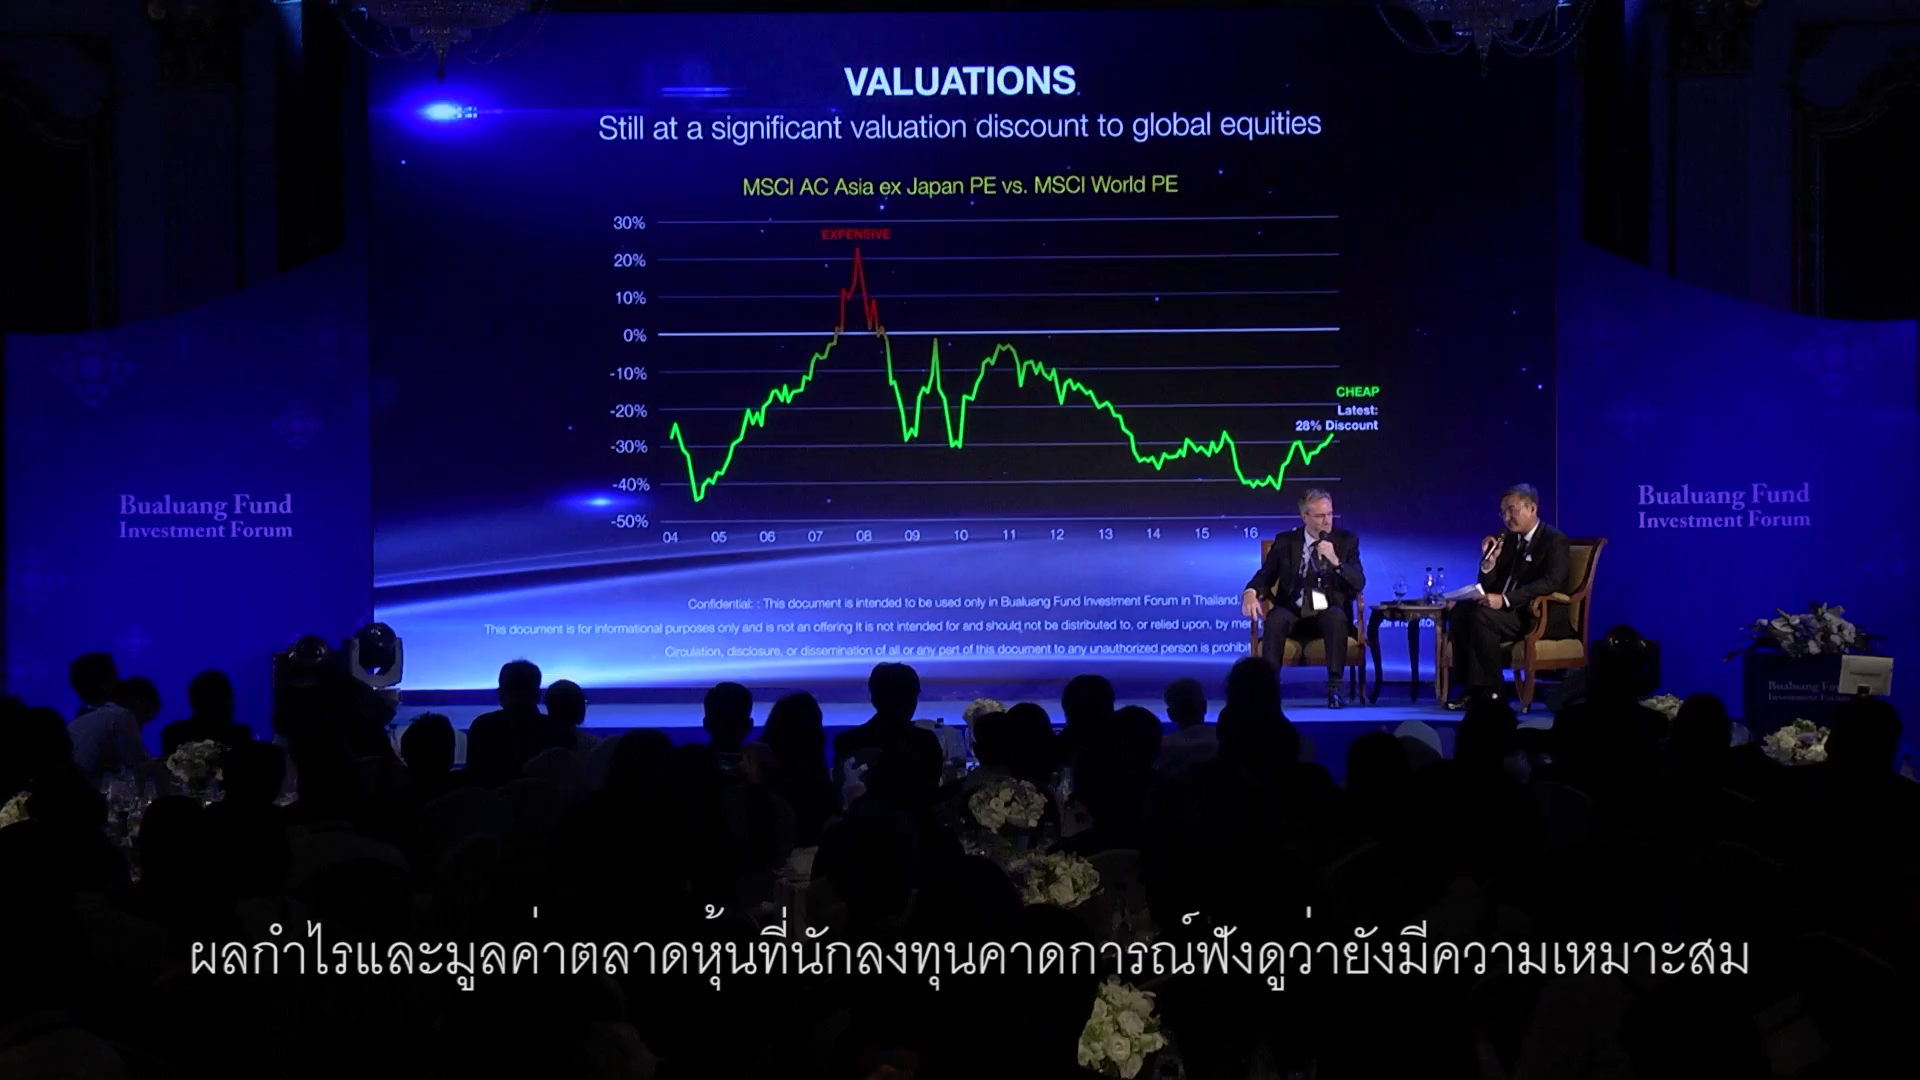 VALUATIONS
Still at a significant valuation discount to global equities
MSCI AC Asia ex Japan PE vs. MSCI World PE
30%
EXPENSIVE
20%
10%
0%
-10%
CHEAP
-20%
Latest:
28% Discount
-30%
-40%
-50%
04 05 06 07 08 09 10 11 12 13 14 15 16
Bualuang Fund
Investment Forum
Bualuang Fund
Investment Forum
Confidential: : This document is intended to be used only in Bualuang Fund Investment Forum in Thailand.
This document is for informational purposes only and is not an offering It is not intended for and should not be distributed to, or relied upon, by
Circulation, disclosure, or dissemination of all or any part of this document to any unauthorized person is prohibi
Bualuang Fund
Investment Forum
ผลกำไรและมูลค่าตลาดหุ้นที่นักลงทุนคาดการณ์ฟังดูว่ายังมีความเหมาะสม